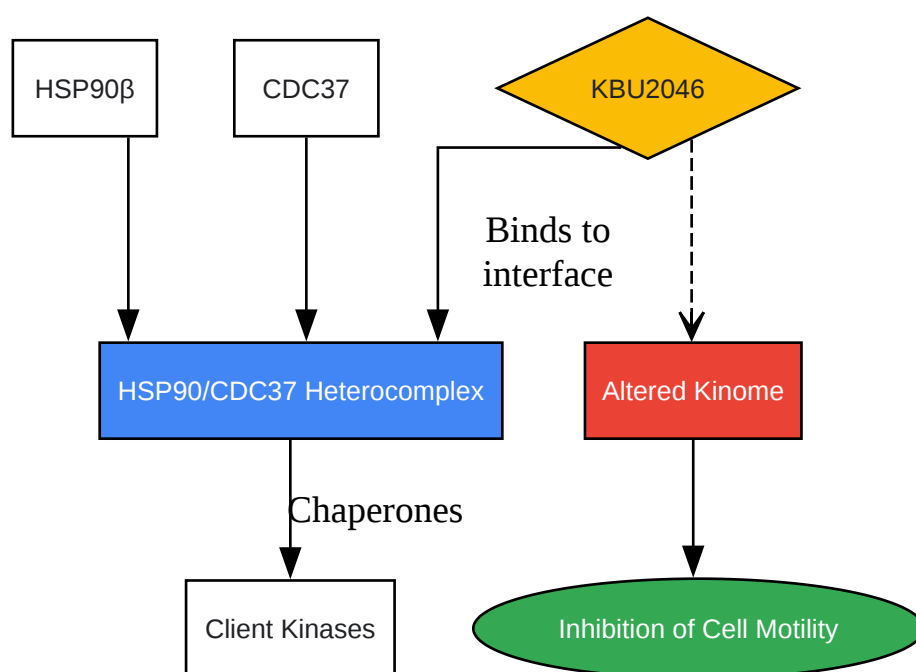 HSP90β
CDC37
KBU2046
Binds to
interface
HSP90/CDC37 Heterocomplex
Altered Kinome
Chaperones
Client Kinases
Inhibition of Cell Motility